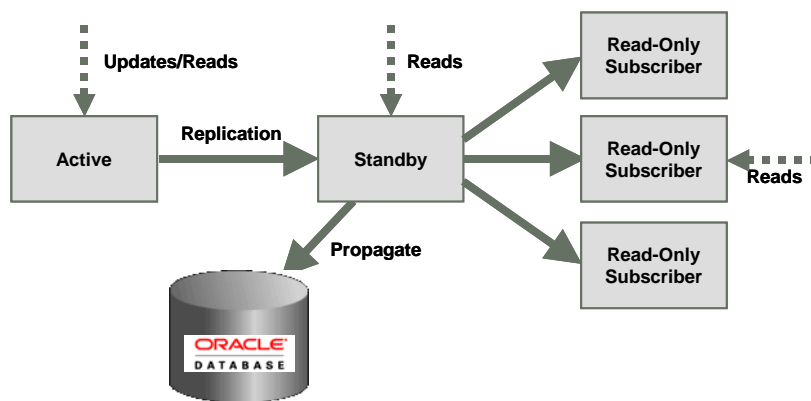 Updates/Reads
Reads
Read-Only
Subscriber
Active
Replication
Standby
Read-Only
Subscriber
Reads
Propagate
Read-Only
Subscriber
ORACLE
DATABASE